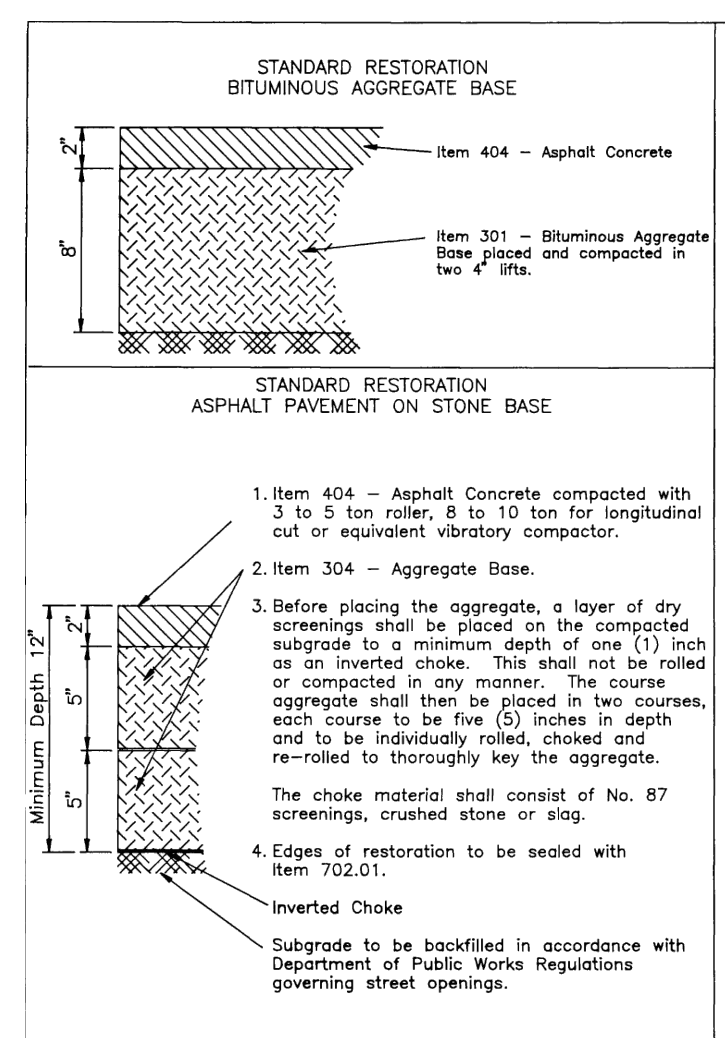 STANDARD RESTORATION
BITUMINOUS AGGREGATE BASE
2"
Item 404 – Asphalt Concrete
8"
Item 301 – Bituminous Aggregate
Base placed and compacted in
two 4" lifts.
STANDARD RESTORATION
ASPHALT PAVEMENT ON STONE BASE
1. Item 404 – Asphalt Concrete compacted with
3 to 5 ton roller, 8 to 10 ton for longitudinal
cut or equivalent vibratory compactor.
2. Item 304 – Aggregate Base.
3. Before placing the aggregate, a layer of dry
screenings shall be placed on the compacted
subgrade to a minimum depth of one (1) inch
as an inverted choke. This shall not be rolled
or compacted in any manner. The course
aggregate shall then be placed in two courses,
each course to be five (5) inches in depth
and to be individually rolled, choked and
re-rolled to thoroughly key the aggregate.
The choke material shall consist of No. 87
screenings, crushed stone or slag.
4. Edges of restoration to be sealed with
Item 702.01.
Inverted Choke
Subgrade to be backfilled in accordance with
Department of Public Works Regulations
governing street openings.
Minimum Depth 12"
2"
5"
5"